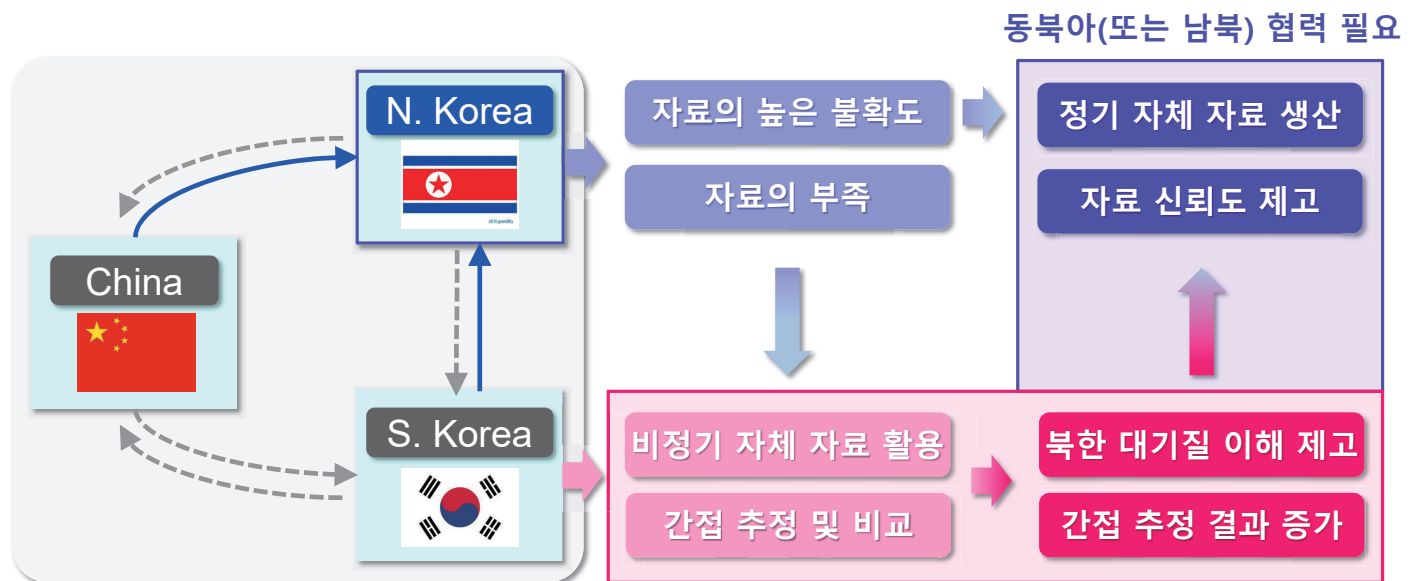 동북아(또는 남북) 협력 필요
N. Korea
자료의 높은 불확도
정기 자체 자료 생산
자료의 부족
자료 신뢰도 제고
China
S. Korea
비정기 자체 자료 활용
북한 대기질 이해 제고
간접 추정 및 비교
간접 추정 결과 증가